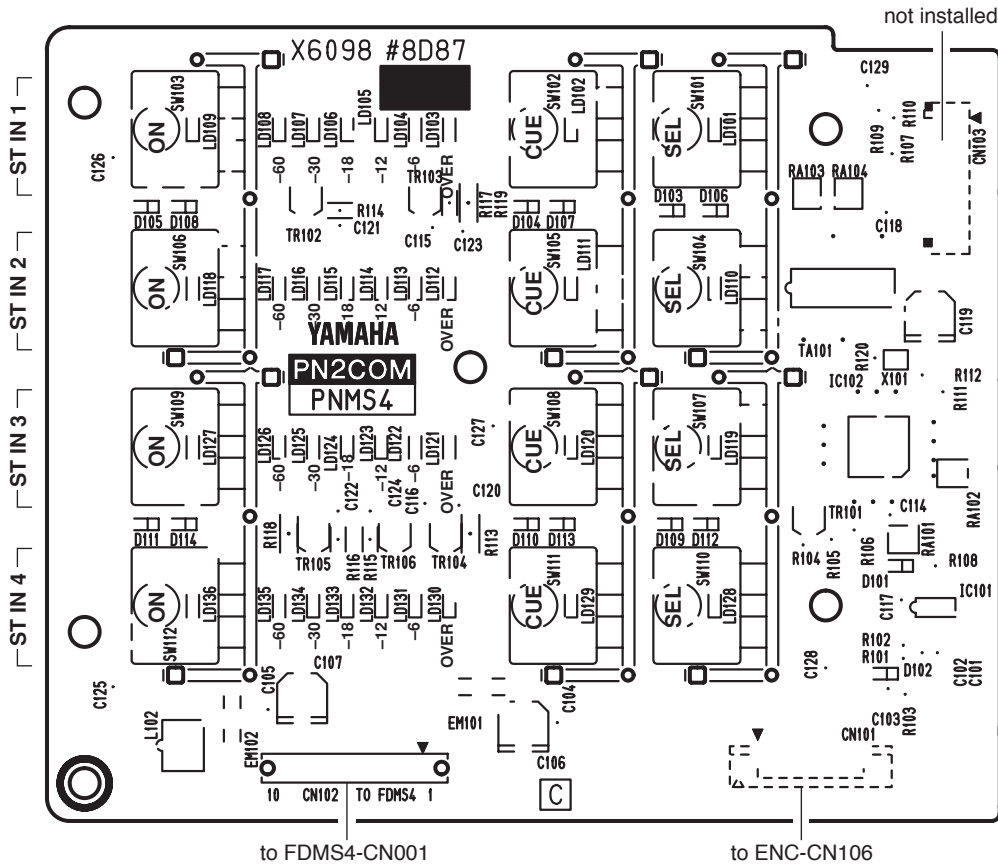 not installed
X6098 #8D87
C129
ST IN 1
SW103
ON
LD109
LD108
LD107
LD106
LD105
LD104
LD103
SW102
CUE
LD102
SW101
SEL
LD101
R110
R109
R107
CN103
C126
-60
-30
-18
-12
-6
OVER
RA103
RA104
D105
D108
TR102
R114
C121
TR103
C115
C123
R117
R119
D104
D107
D103
D106
C118
ST IN 2
SW106
ON
LD118
LD117
LD116
LD115
LD114
LD113
LD112
SW105
CUE
LD111
SW104
SEL
LD110
-60
-30
-18
-12
-6
OVER
C119
YAMAHA
PN2COM
PNMS4
TA101
R120
X101
IC102
R112
R111
ST IN 3
SW109
ON
LD127
LD126
LD125
LD124
LD123
LD122
LD121
C127
SW108
CUE
LD120
SW107
SEL
LD119
-60
-30
-18
-12
-6
OVER
C122
C124
C116
C120
C114
RA102
D111
D114
R118
TR105
R116
R115
TR106
TR104
R113
D110
D113
D109
D112
TR101
R104
R105
R106
RA101
R108
D101
ST IN 4
ON
LD136
SW112
LD135
LD134
LD133
LD132
LD131
LD130
SW111
CUE
LD129
SW110
SEL
LD128
C117
IC101
-60
-30
-18
-12
-6
OVER
R102
R101
D102
C102
C101
C128
C125
L102
EM102
C105
C107
EM101
C104
C106
C103
R103
CN101
10 CN102 TO FDMS4 1
C
to FDMS4-CN001
to ENC-CN106